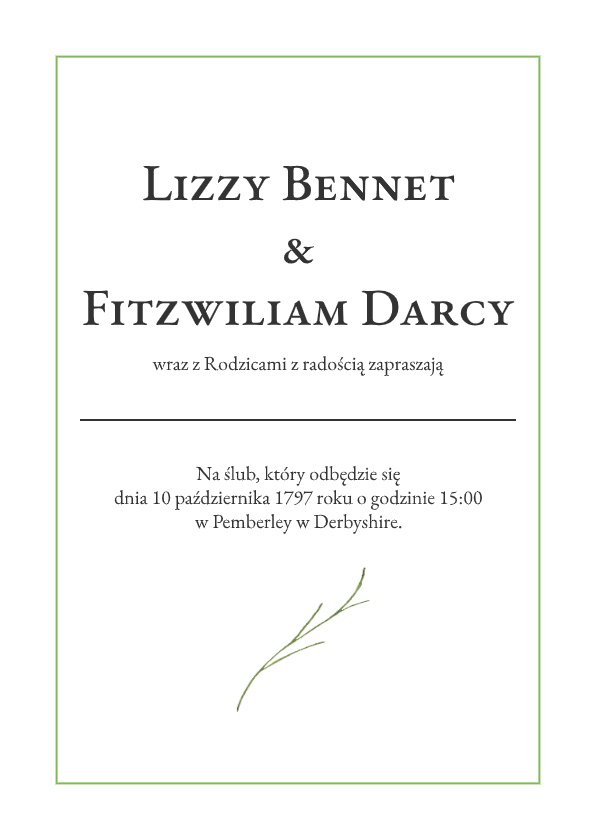 Lizzy Bennet
&
Fitzwiliam Darcy
wraz z Rodzicami z radością zapraszają
Na ślub, który odbędzie się
dnia 10 października 1797 roku o godzinie 15:00
w Pemberley w Derbyshire.